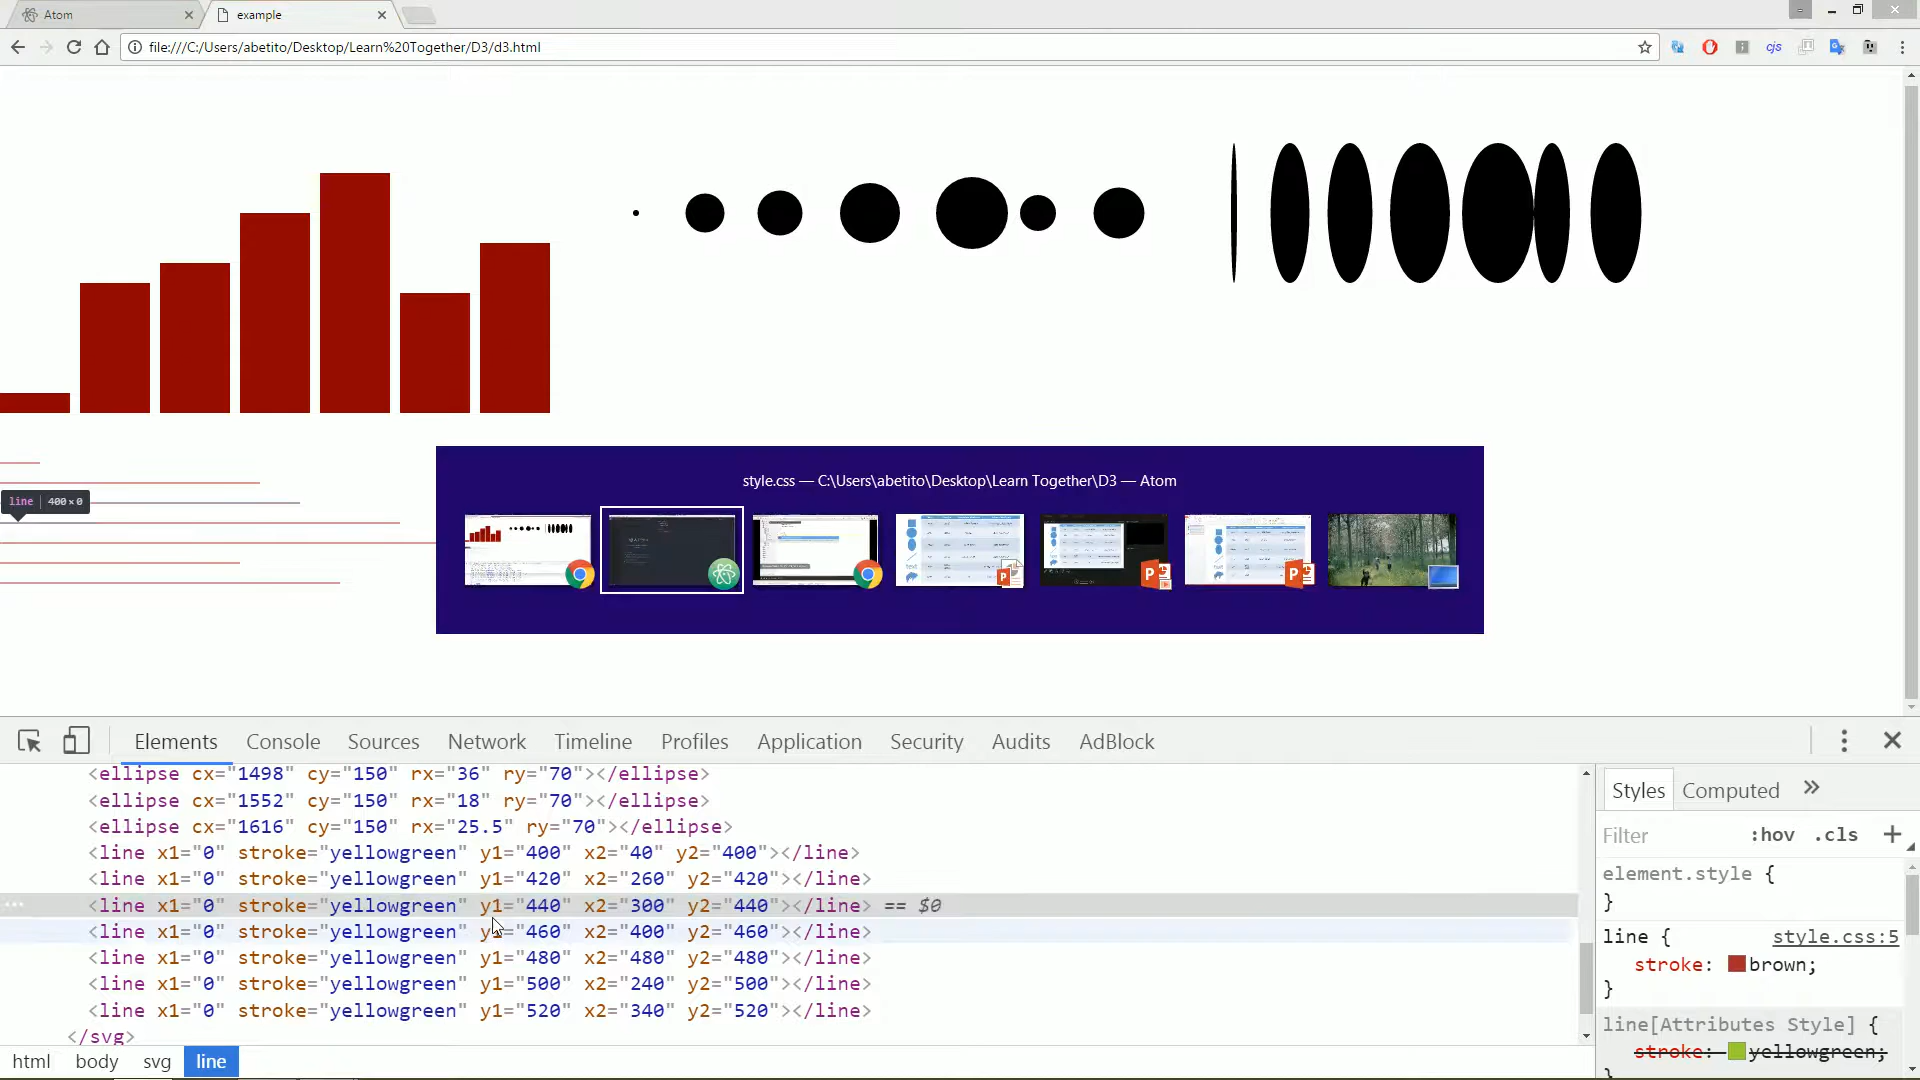 Atom
example
file:///C:/Users/abetito/Desktop/Learn%20Together/D3/d3.html
cjs
line 400×0
style.css — C:\Users\abetito\Desktop\Learn Together\D3 — Atom
Elements Console Sources Network Timeline Profiles Application Security Audits AdBlock
<ellipse cx="1498" cy="150" rx="36" ry="70"></ellipse>
<ellipse cx="1552" cy="150" rx="18" ry="70"></ellipse>
<ellipse cx="1616" cy="150" rx="25.5" ry="70"></ellipse>
<line x1="0" stroke="yellowgreen" y1="400" x2="40" y2="400"></line>
<line x1="0" stroke="yellowgreen" y1="420" x2="260" y2="420"></line>
<line x1="0" stroke="yellowgreen" y1="440" x2="300" y2="440"></line> == $0
<line x1="0" stroke="yellowgreen" y1="460" x2="400" y2="460"></line>
<line x1="0" stroke="yellowgreen" y1="480" x2="480" y2="480"></line>
<line x1="0" stroke="yellowgreen" y1="500" x2="240" y2="500"></line>
<line x1="0" stroke="yellowgreen" y1="520" x2="340" y2="520"></line>
</svg>
html body svg line
Styles Computed »
Filter :hov .cls +
element.style {
}
line { style.css:5
stroke: brown;
}
line[Attributes Style] {
stroke: yellowgreen;
}